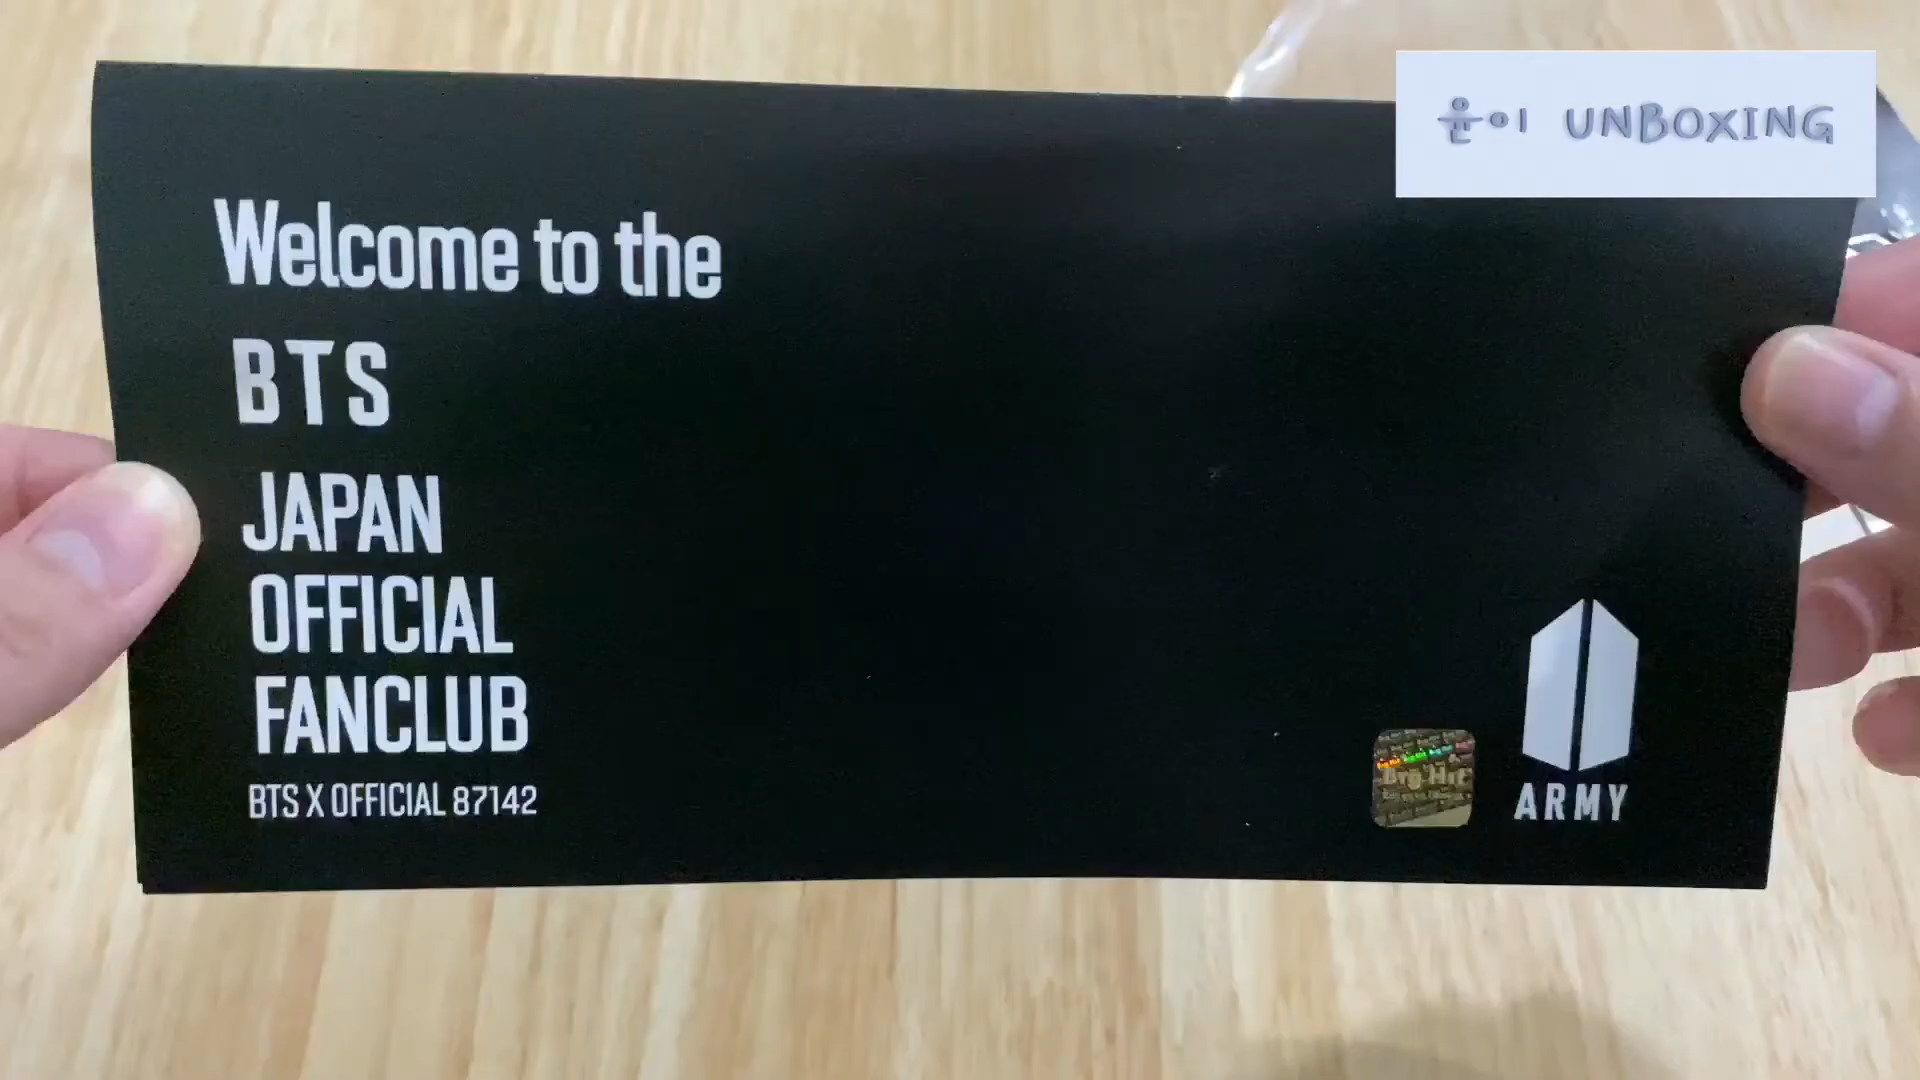 윤이 UNBOXING
Welcome to the
BTS
JAPAN
OFFICIAL
FANCLUB
BTS X OFFICIAL 87142
Big Hit
ARMY